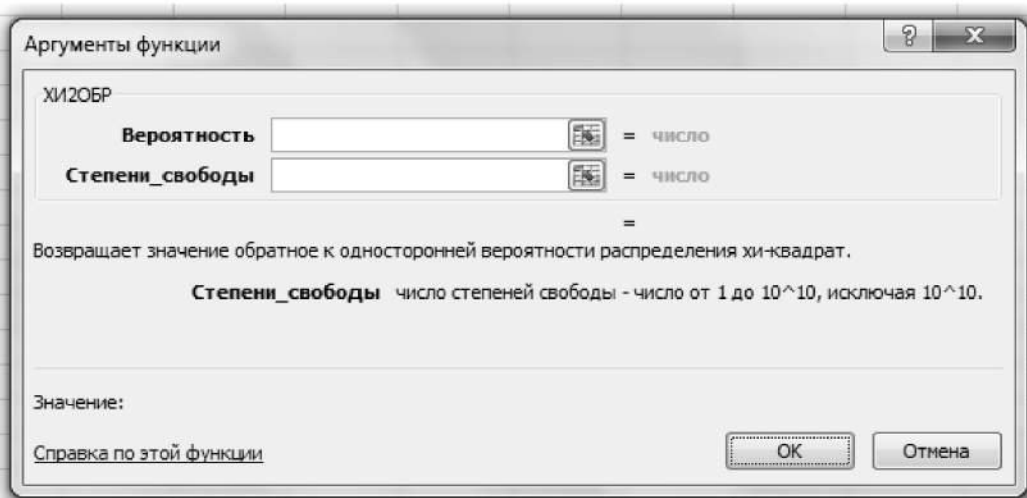 Аргументы функции
ХИ2ОБР
Вероятность = число
Степени_свободы = число
=
Возвращает значение обратное к односторонней вероятности распределения хи-квадрат.
Степени_свободы число степеней свободы - число от 1 до 10^10, исключая 10^10.
Значение:
Справка по этой функции
ОК Отмена